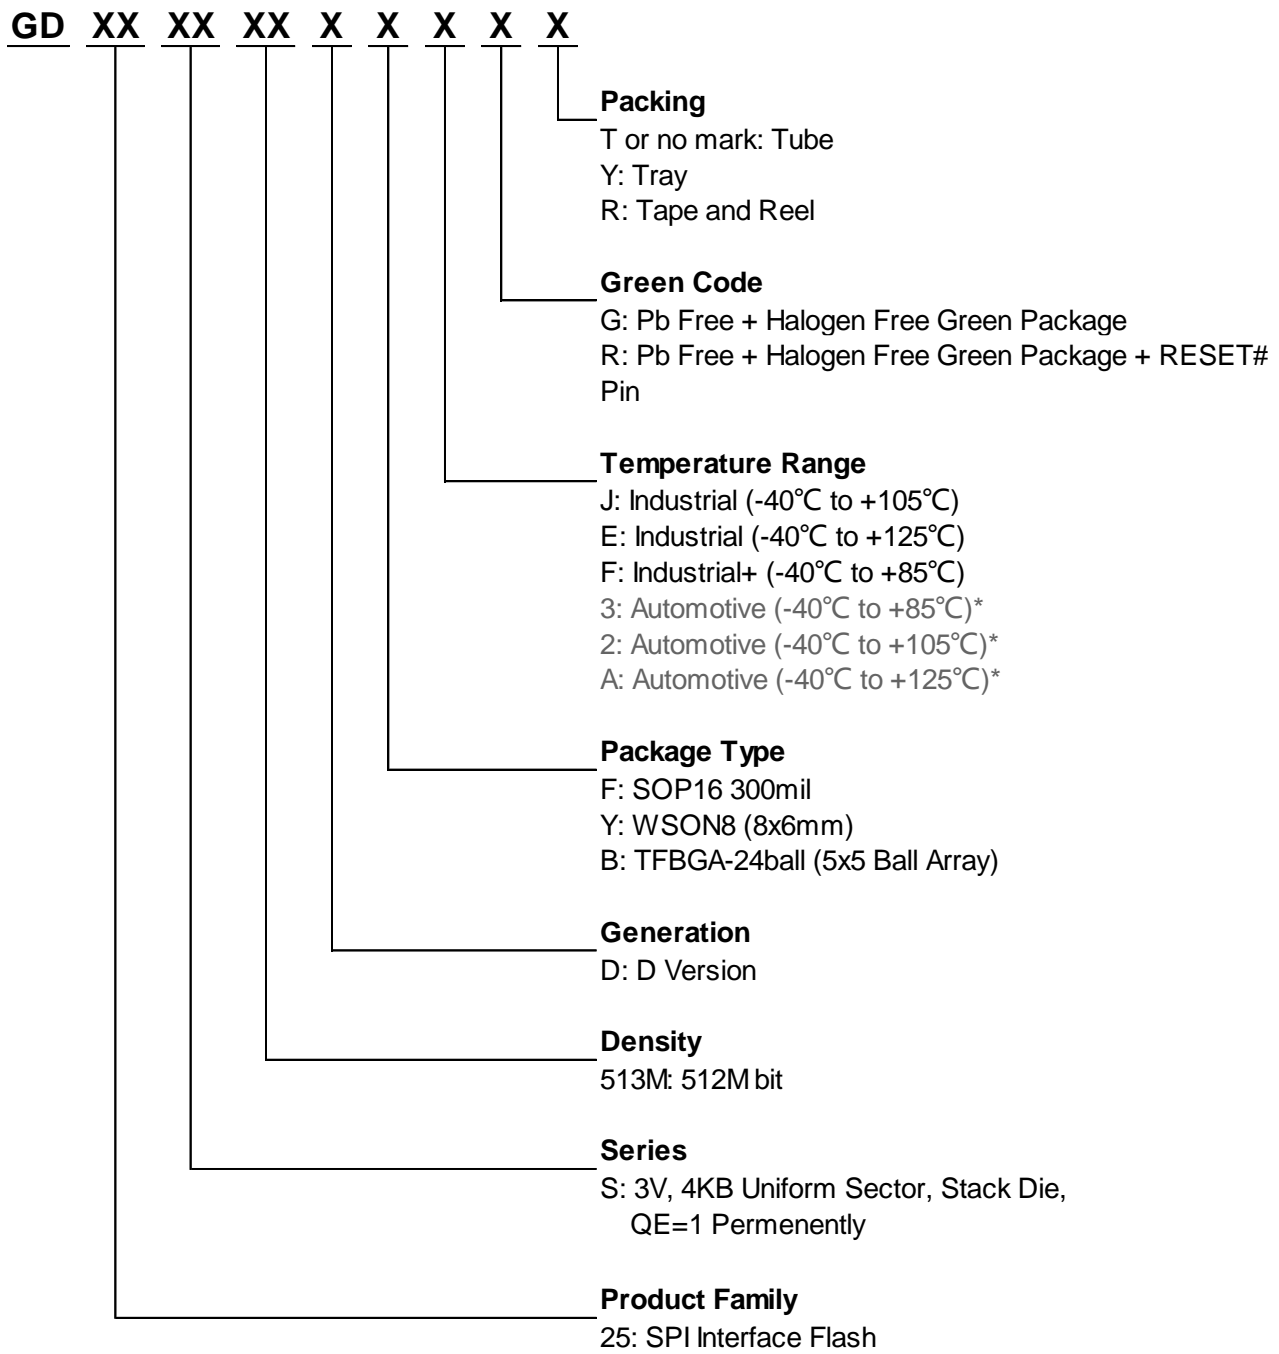 GD XX XX XX X X X X X
Packing
T or no mark: Tube
Y: Tray
R: Tape and Reel
Green Code
G: Pb Free + Halogen Free Green Package
R: Pb Free + Halogen Free Green Package + RESET#
Pin
Temperature Range
J: Industrial (-40℃ to +105℃)
E: Industrial (-40℃ to +125℃)
F: Industrial+ (-40℃ to +85℃)
3: Automotive (-40℃ to +85℃)*
2: Automotive (-40℃ to +105℃)*
A: Automotive (-40℃ to +125℃)*
Package Type
F: SOP16 300mil
Y: WSON8 (8x6mm)
B: TFBGA-24ball (5x5 Ball Array)
Generation
D: D Version
Density
513M: 512M bit
Series
S: 3V, 4KB Uniform Sector, Stack Die,
QE=1 Permenently
Product Family
25: SPI Interface Flash